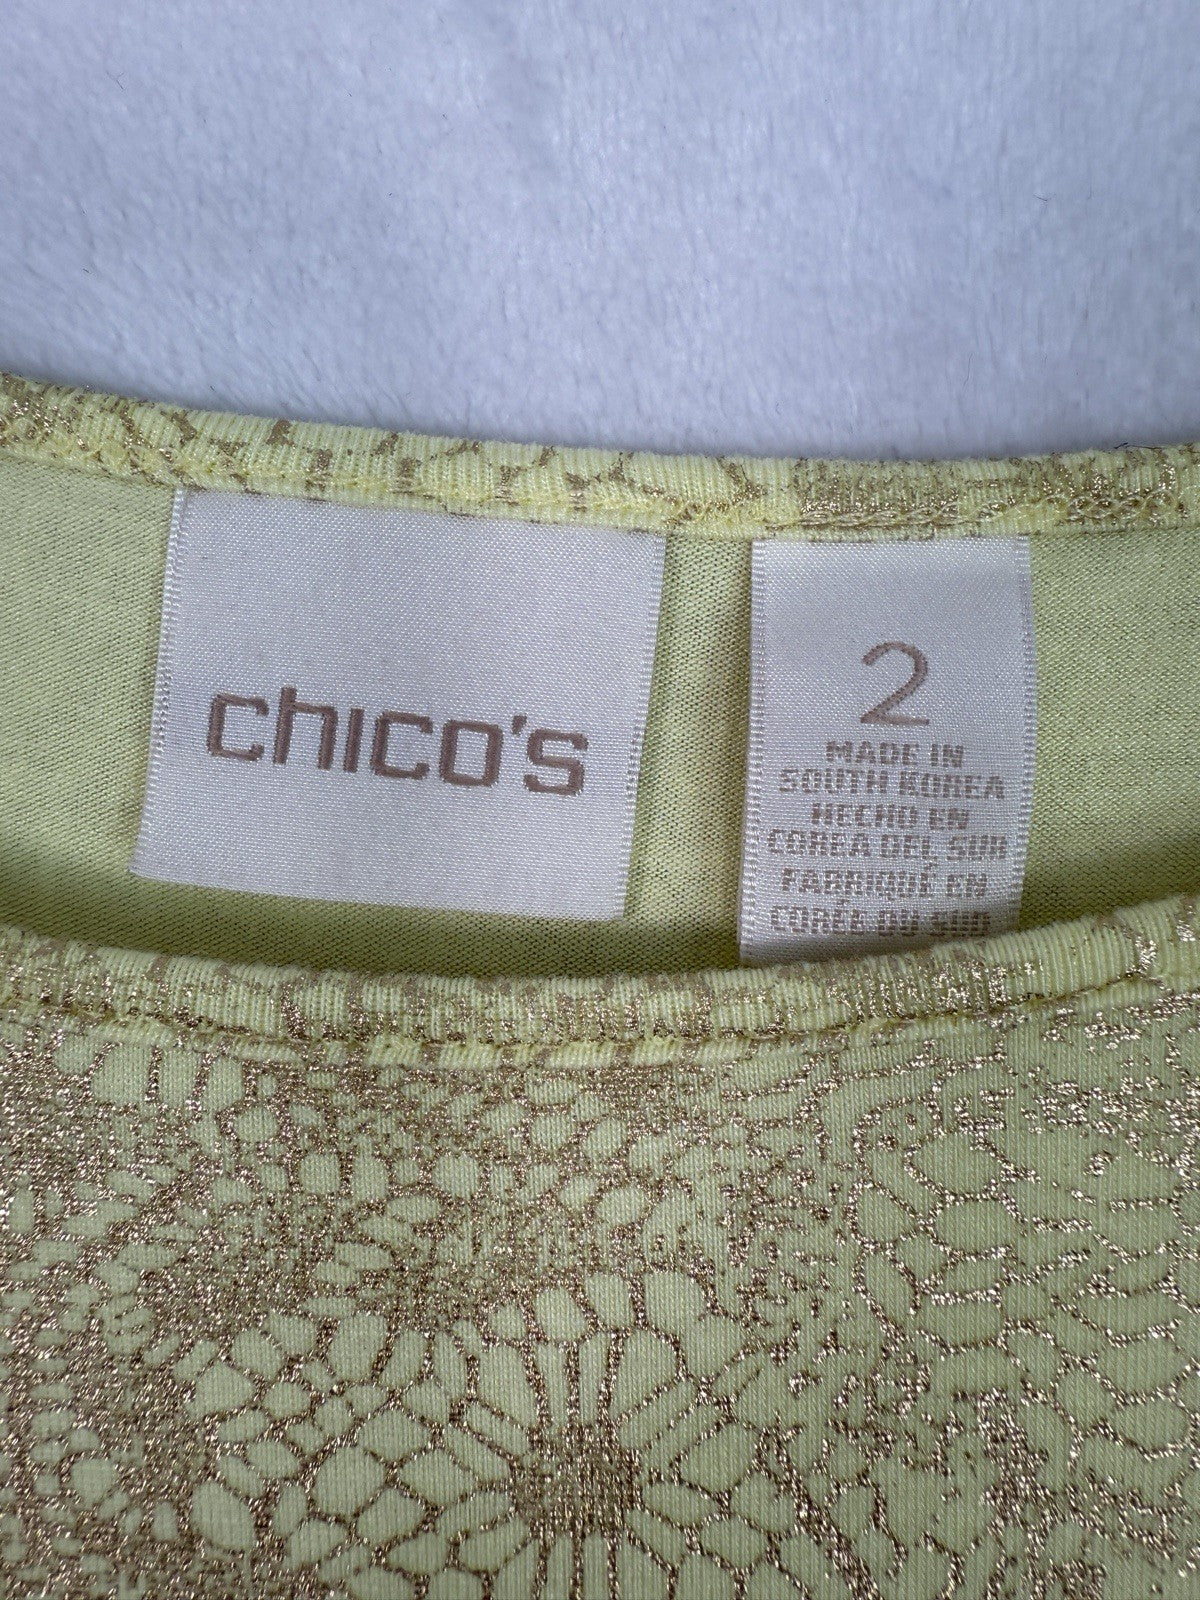 chico's
2
MADE IN
SOUTH KOREA
HECHO EN
COREA DEL SUR
FABRIQUÉ EN
CORÉE DU SUD